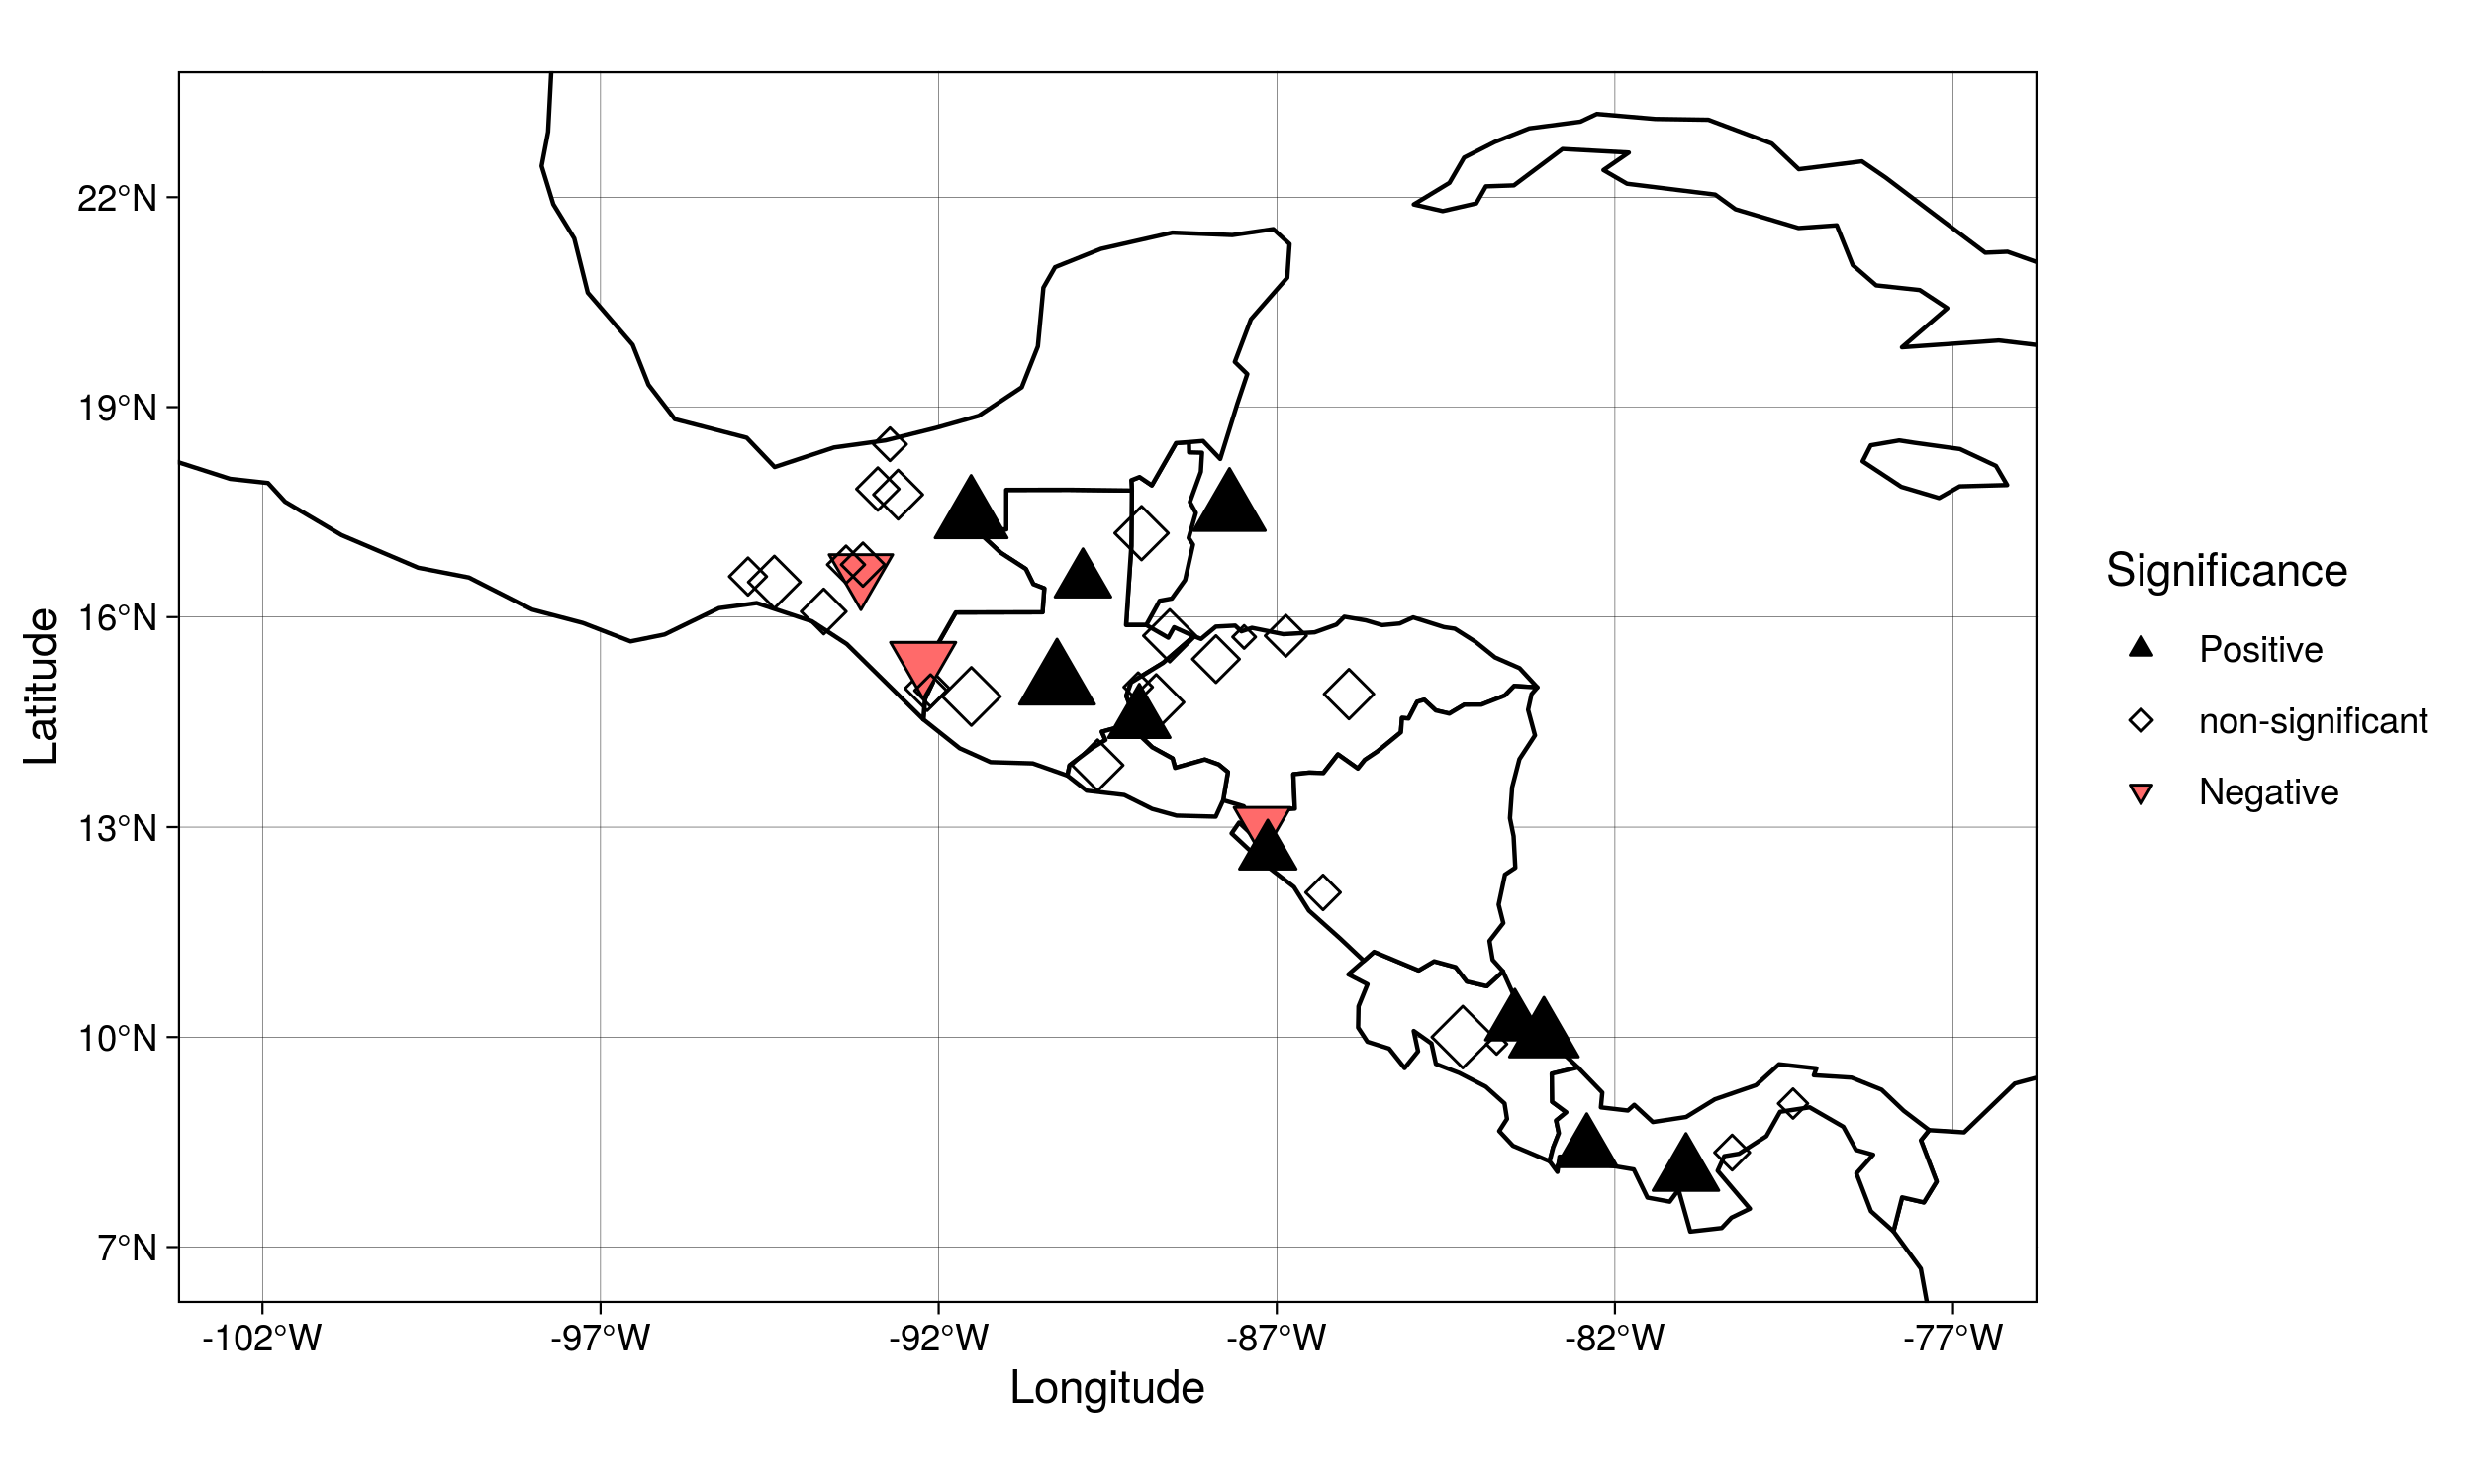 22°N
19°N
16°N
13°N
10°N
7°N
Latitude
-102°W
-97°W
-92°W
-87°W
-82°W
-77°W
Longitude
Significance
Positive
non-significant
Negative